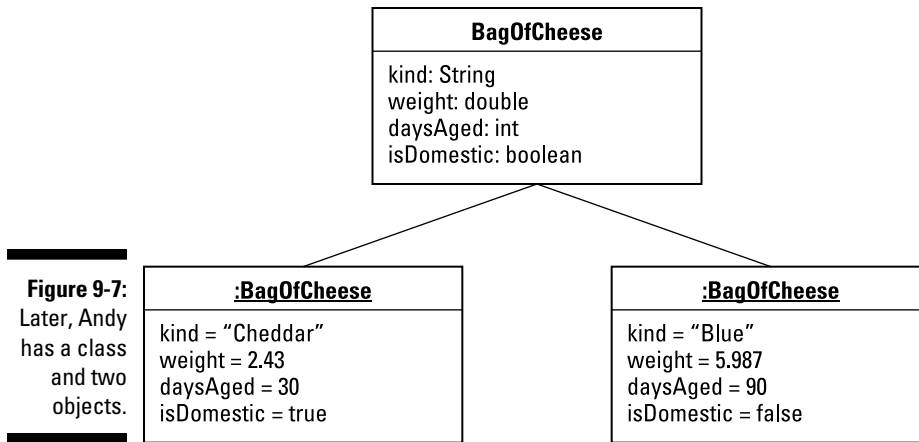 BagOfCheese
kind: String
weight: double
daysAged: int
isDomestic: boolean
Figure 9-7:
Later, Andy
has a class
and two
objects.
:BagOfCheese
kind = “Cheddar”
weight = 2.43
daysAged = 30
isDomestic = true
:BagOfCheese
kind = “Blue”
weight = 5.987
daysAged = 90
isDomestic = false